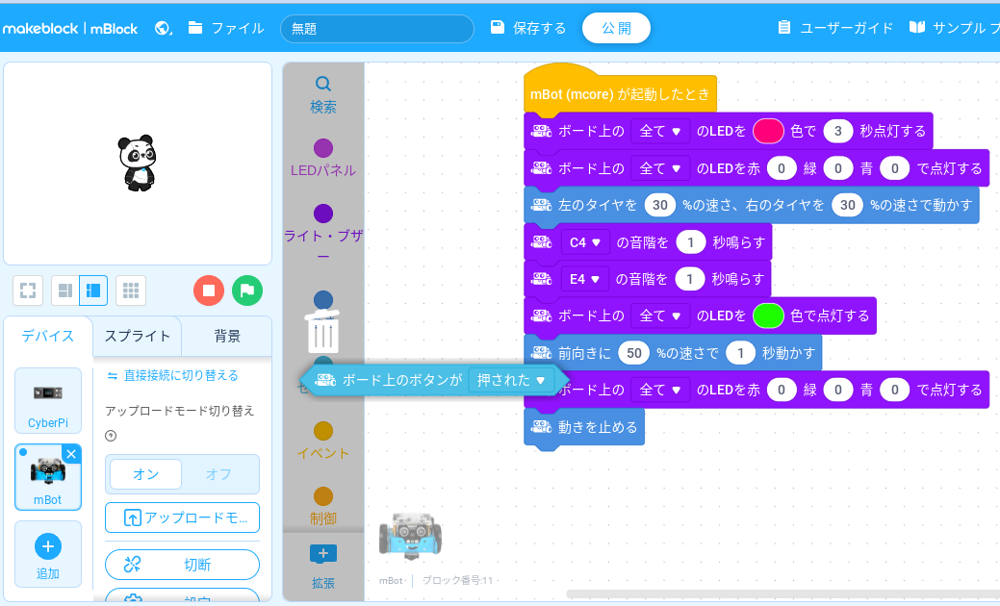 makeblock | mBlock
ファイル
無題
保存する
公開
ユーザーガイド
サンプル プ
検索
LEDパネル
ライト・ブザ
ー
イベント
制御
拡張
mBot (mcore) が起動したとき
ボード上の 全て のLEDを 色で 3 秒点灯する
ボード上の 全て のLEDを赤 0 緑 0 青 0 で点灯する
左のタイヤを 30 %の速さ、右のタイヤを 30 %の速さで動かす
C4 の音階を 1 秒鳴らす
E4 の音階を 1 秒鳴らす
ボード上の 全て のLEDを 色で点灯する
前向きに 50 %の速さで 1 秒動かす
ボード上のボタンが 押された
ボード上の 全て のLEDを赤 0 緑 0 青 0 で点灯する
動きを止める
mBot
ブロック番号:11
デバイス
スプライト
背景
CyberPi
mBot
追加
直接接続に切り替える
アップロードモード切り替え
オン
オフ
アップロードモ...
切断